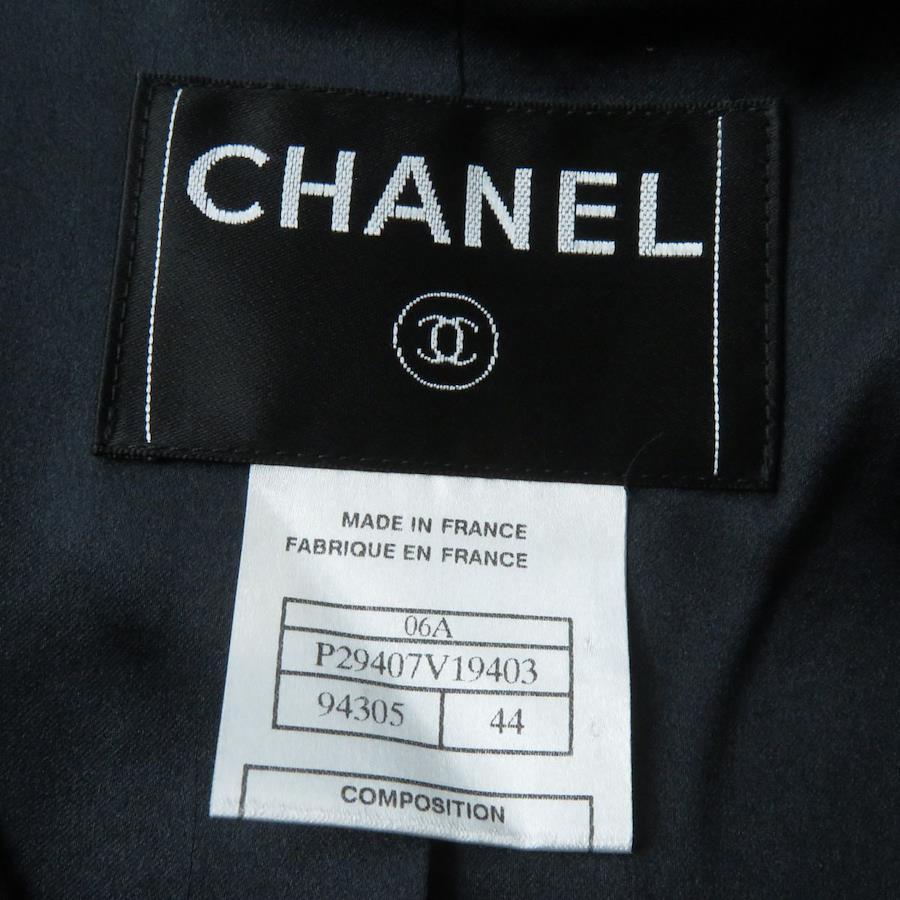 CHANEL
MADE IN FRANCE
FABRIQUE EN FRANCE
06A
P29407V19403
94305 44
COMPOSITION